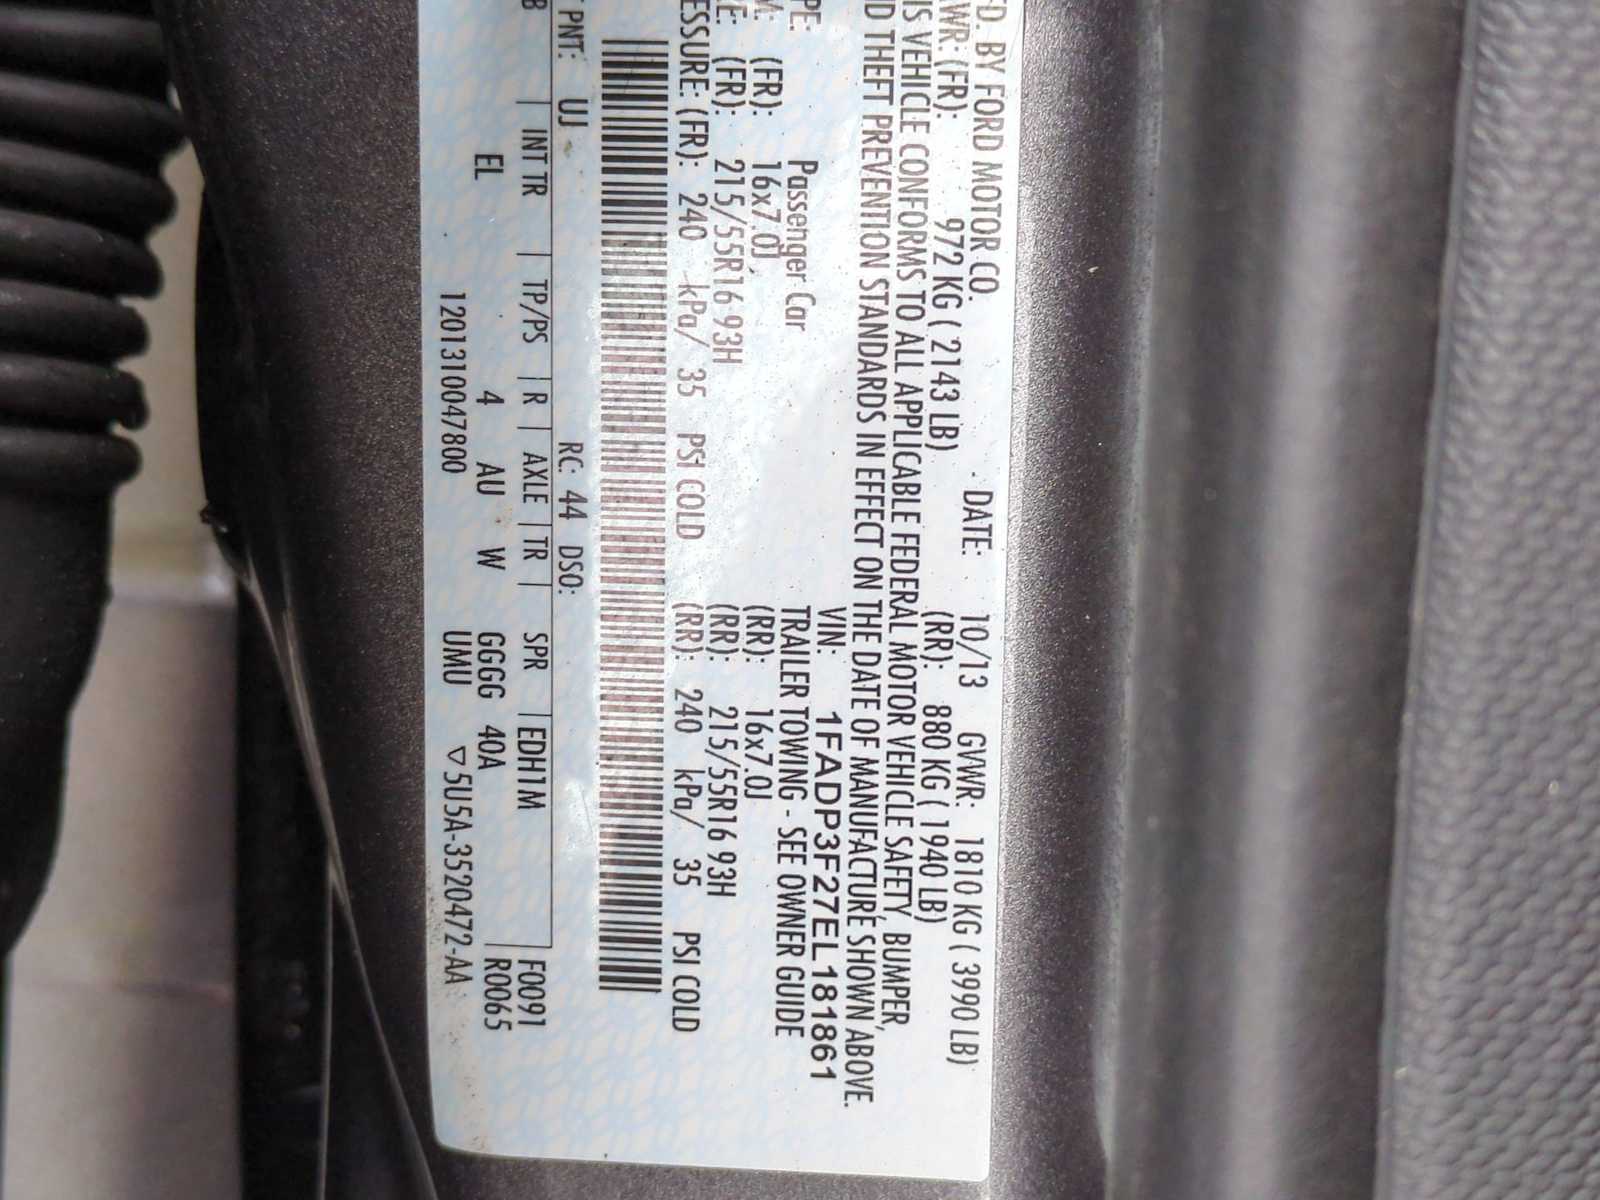 ED. BY FORD MOTOR CO. DATE: 10/13 GVWR: 1810 KG ( 3990 LB)
WR: (FR): 972 KG ( 2143 LB) (RR): 880 KG ( 1940 LB)
IS VEHICLE CONFORMS TO ALL APPLICABLE FEDERAL MOTOR VEHICLE SAFETY, BUMPER,
D THEFT PREVENTION STANDARDS IN EFFECT ON THE DATE OF MANUFACTURE SHOWN ABOVE.
VIN: 1FADP3F27EL181861
PE: Passenger Car TRAILER TOWING - SEE OWNER GUIDE
M: (FR): 16x7.0J (RR): 16x7.0J
E: (FR): 215/55R16 93H (RR): 215/55R16 93H
ESSURE: (FR): 240 kPa/ 35 PSI COLD (RR): 240 kPa/ 35 PSI COLD
PNT: UJ RC: 44 DSO:
B | INT TR | TP/PS | R | AXLE | TR | SPR | EDH1M F0091
EL 4 AU W GGGG 40A R0065
1201310047800 UMU ▽5U5A-3520472-AA